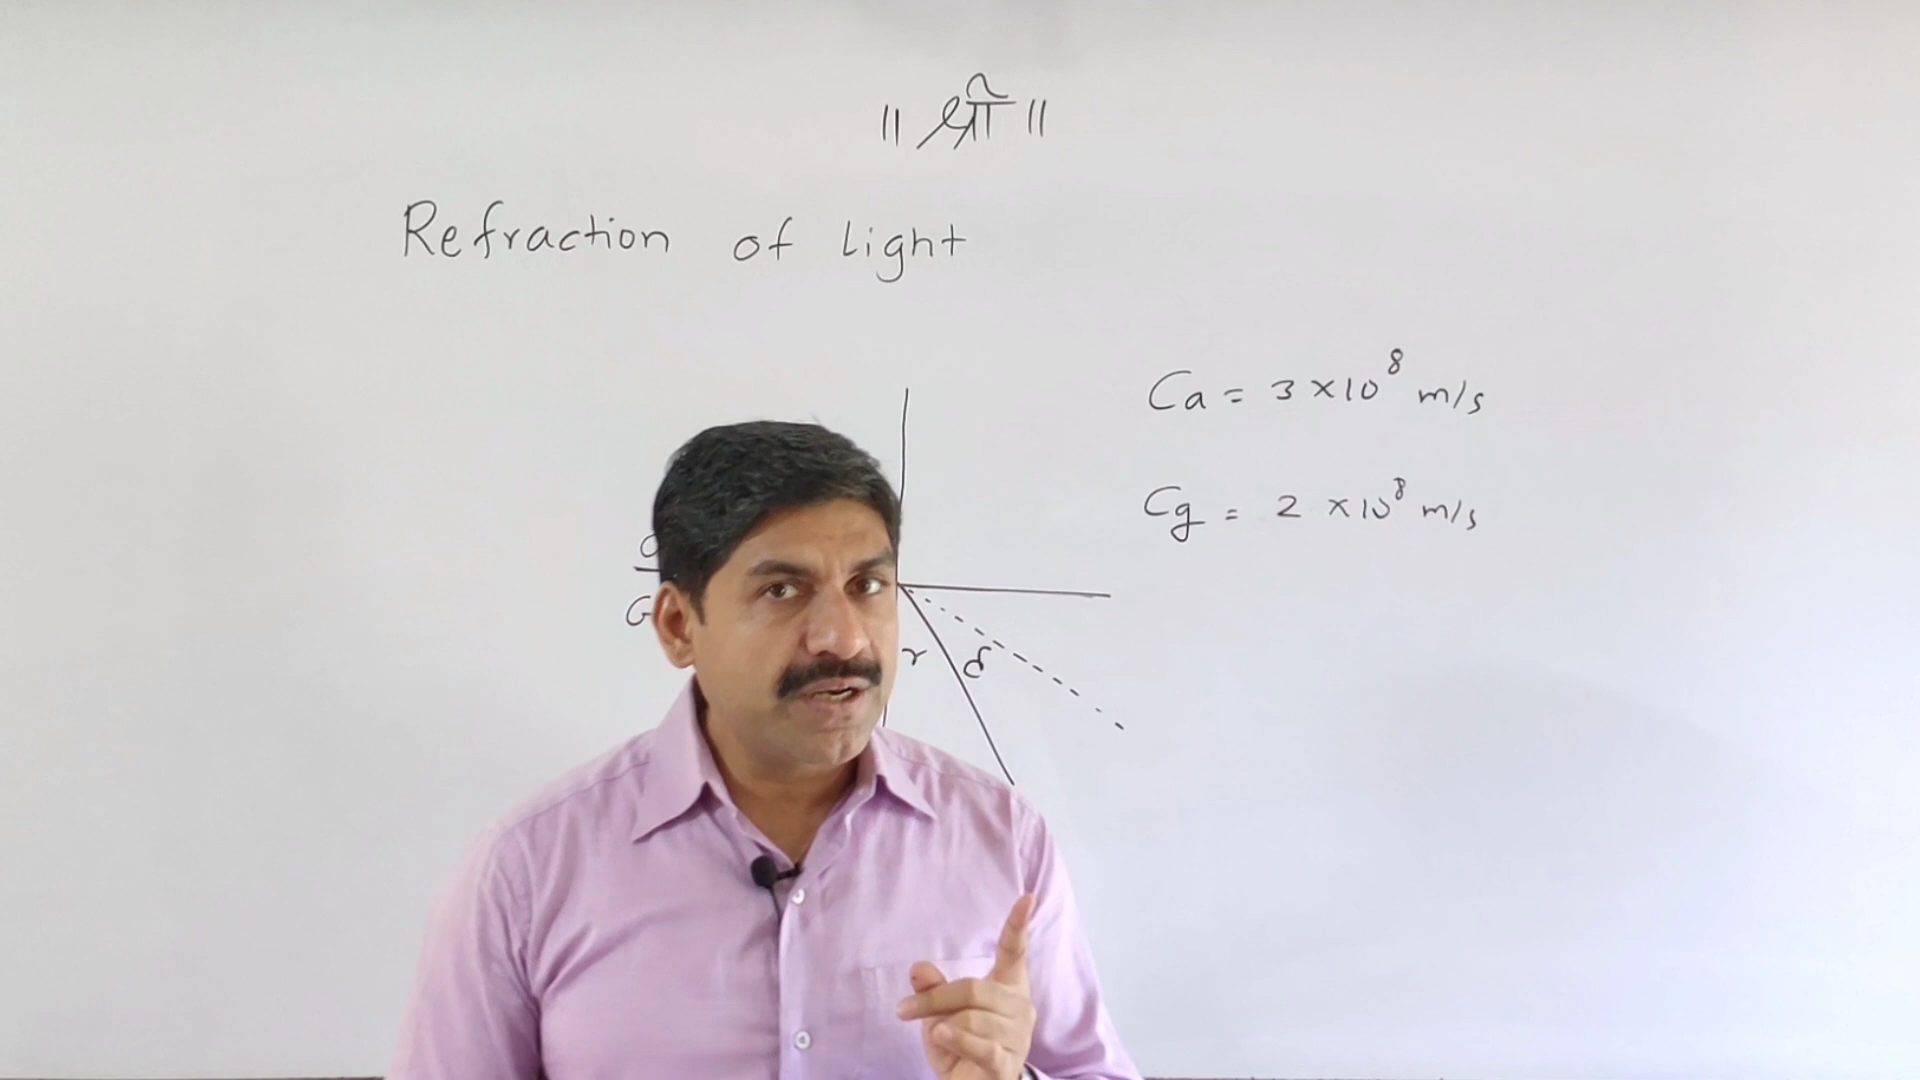 ॥ श्री ॥
Refraction of light
Ca = 3 × 10⁸ m/s
Cg = 2 × 10⁸ m/s
G
r
δ